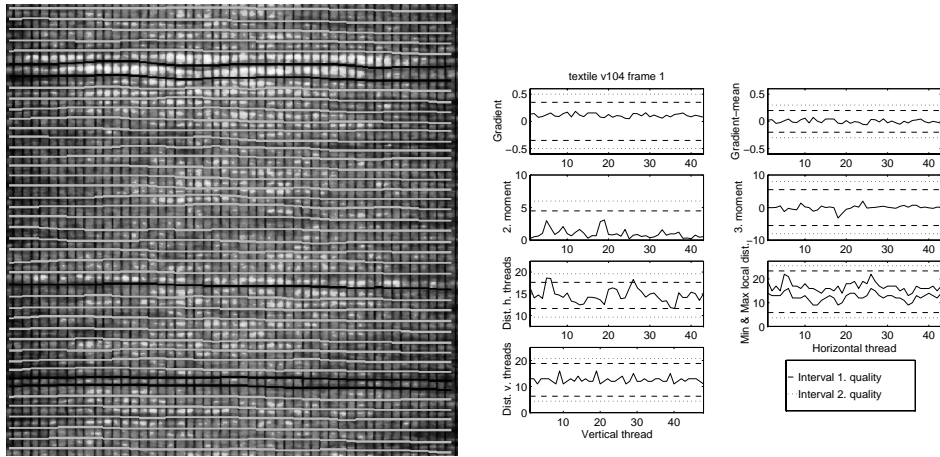 textile v104 frame 1
Gradient
0.5
0
−0.5
10 20 30 40
Gradient−mean
0.5
0
−0.5
10 20 30 40
2. moment
10
5
0
10 20 30 40
3. moment
10
0
10
10 20 30 40
Dist. h. threads
20
15
10
10 20 30 40
Min & Max local dist.
20
10
0
10 20 30 40
Horizontal thread
Dist. v. threads
20
10
0
10 20 30 40
Vertical thread
Interval 1. quality
Interval 2. quality